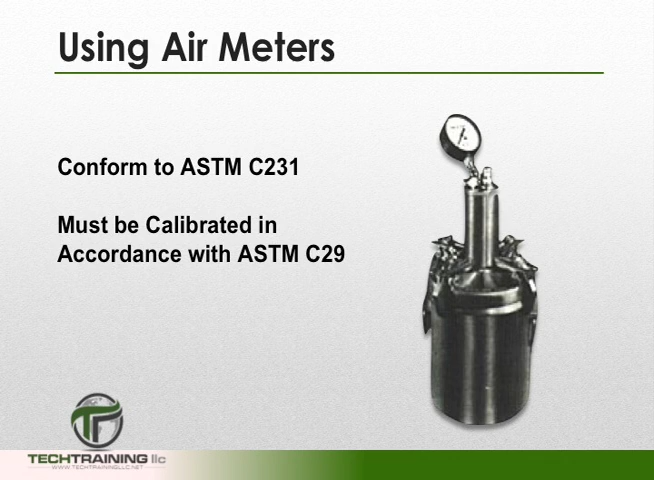 Using Air Meters
Conform to ASTM C231
Must be Calibrated in
Accordance with ASTM C29
TECHTRAINING llc
WWW.TECHTRAININGLLC.NET